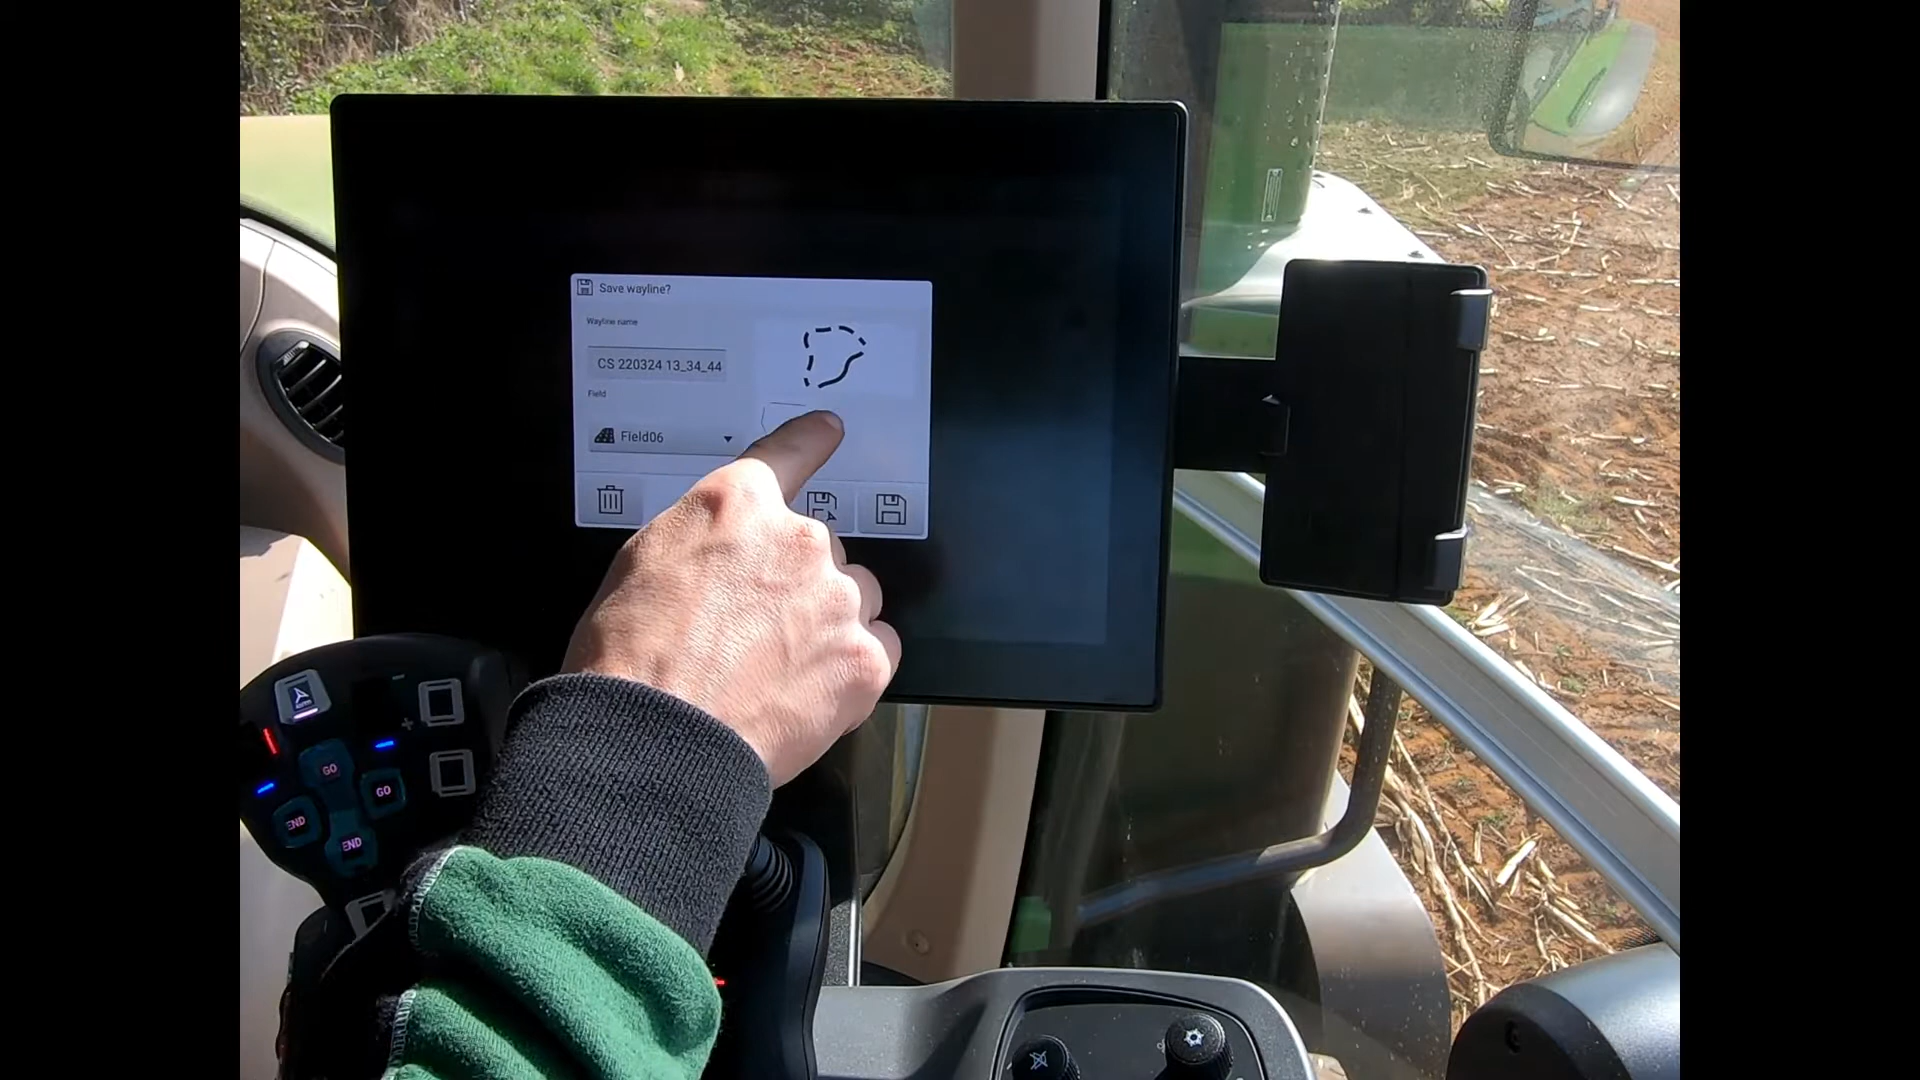 Save wayline?
Wayline name
CS 220324 13_34_44
Field
Field06
GO
GO
END
END